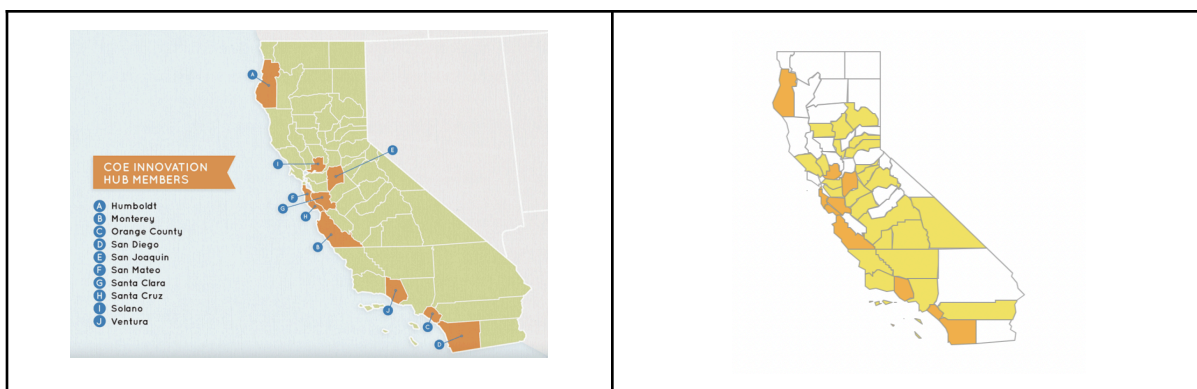 COE INNOVATION
HUB MEMBERS
A Humboldt
B Monterey
C Orange County
D San Diego
E San Joaquin
F San Mateo
G Santa Clara
H Santa Cruz
I Solano
J Ventura
A
E
I
F
G
H
B
J
C
D